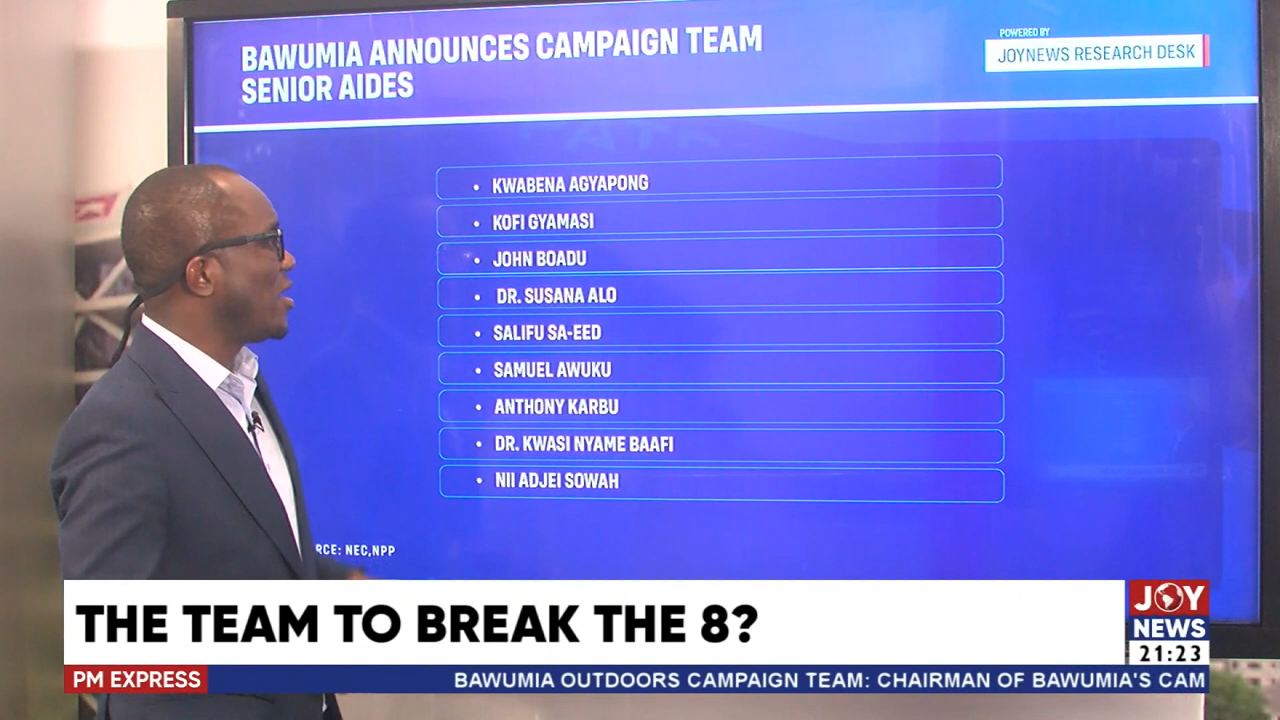 BAWUMIA ANNOUNCES CAMPAIGN TEAM
SENIOR AIDES
POWERED BY
JOYNEWS RESEARCH DESK
• KWABENA AGYAPONG
• KOFI GYAMASI
• JOHN BOADU
• DR. SUSANA ALO
• SALIFU SA-EED
• SAMUEL AWUKU
• ANTHONY KARBU
• DR. KWASI NYAME BAAFI
• NII ADJEI SOWAH
RCE: NEC,NPP
THE TEAM TO BREAK THE 8?
JOY
NEWS
21:23
PM EXPRESS
BAWUMIA OUTDOORS CAMPAIGN TEAM: CHAIRMAN OF BAWUMIA'S CAM